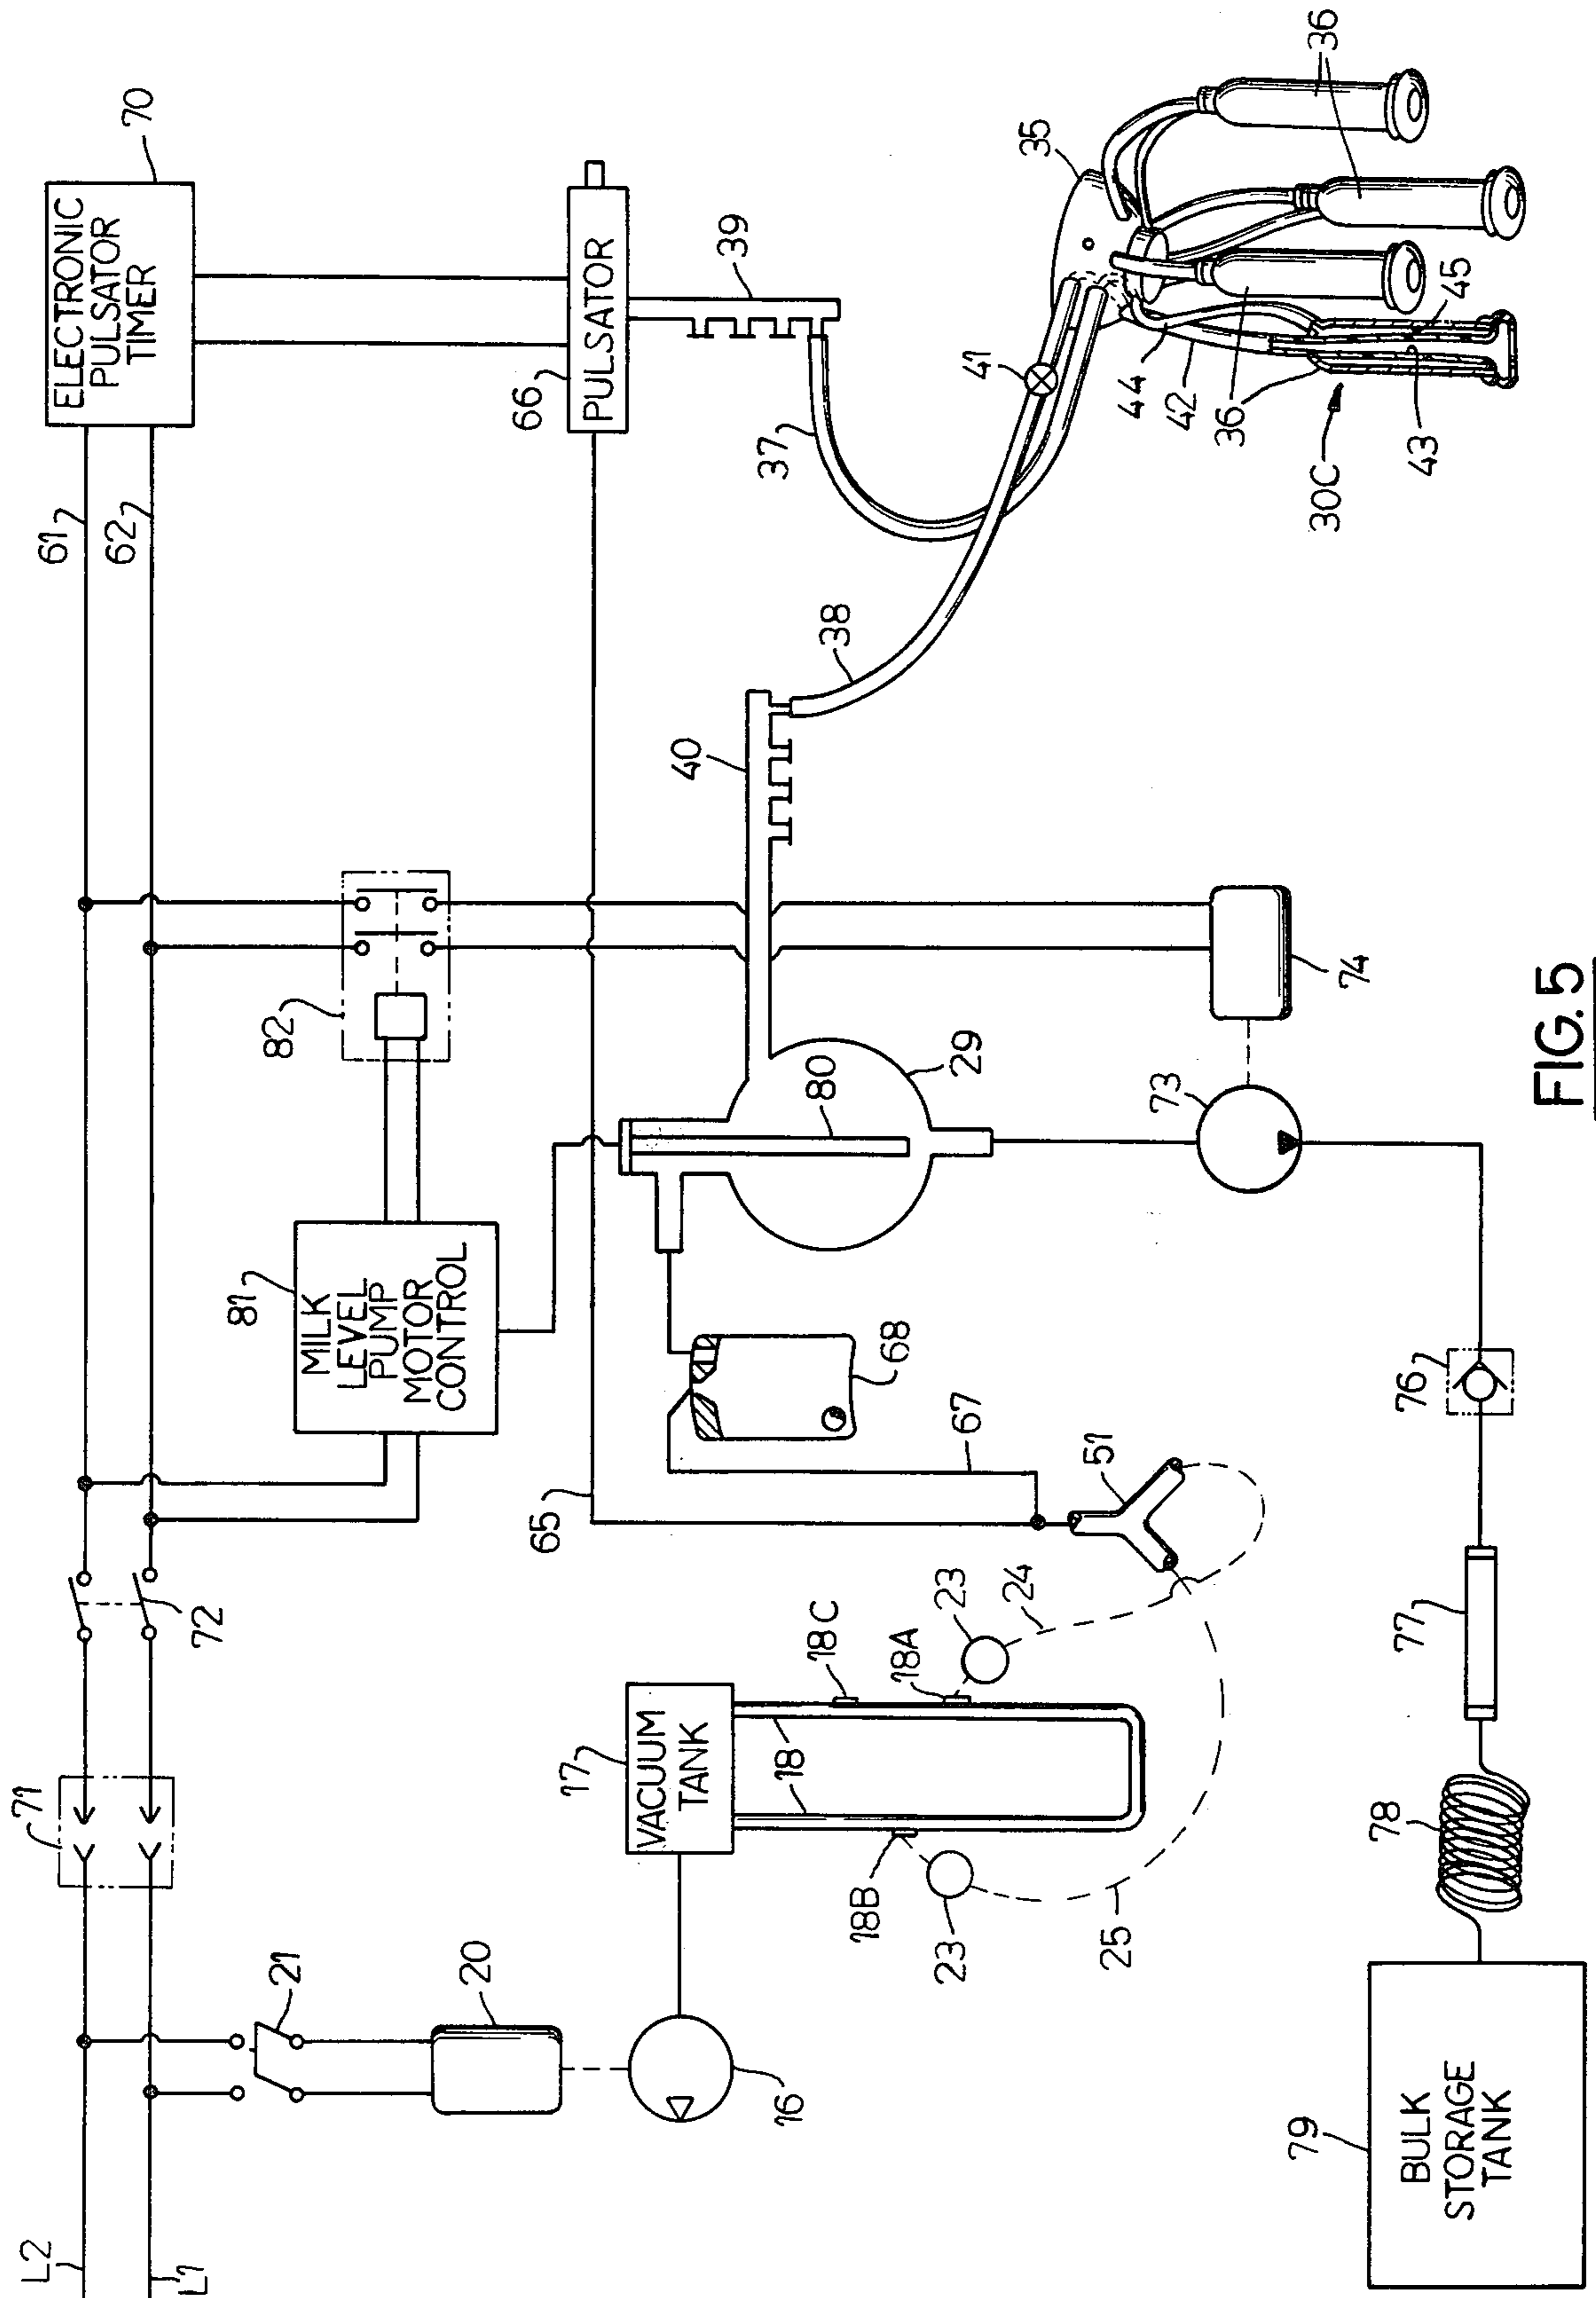 L2
L1
71
72
61
62
ELECTRONIC
PULSATOR
TIMER
70
21
20
16
81
MILK
LEVEL
PUMP
MOTOR
CONTROL
82
66
PULSATOR
39
17
VACUUM
TANK
18
18
18C
18A
18B
23
23
24
25
65
67
68
51
80
29
40
38
37
41
35
36
36
36
44
42
45
43
30C
73
74
76
77
78
79
BULK
STORAGE
TANK
FIG. 5